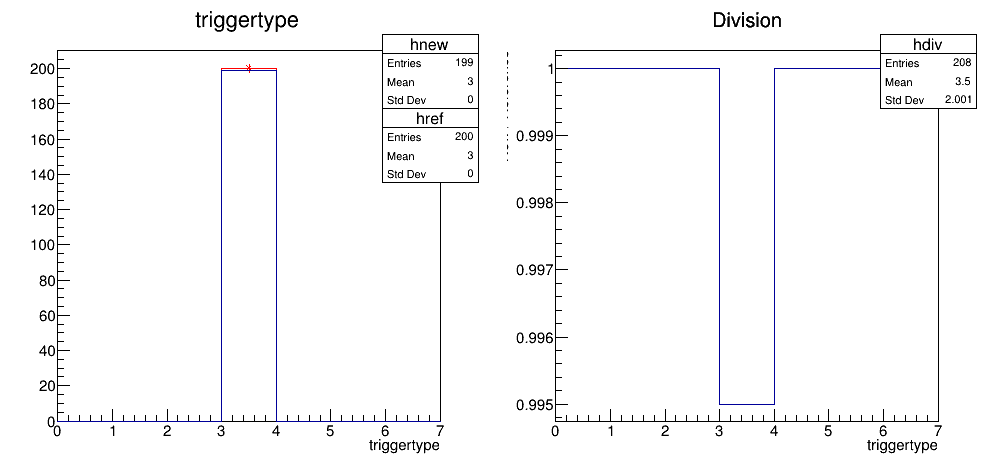 triggertype
hnew
Entries 199
Mean 3
Std Dev 0
href
Entries 200
Mean 3
Std Dev 0
200
180
160
140
120
100
80
60
40
20
0
0 1 2 3 4 5 6 7
triggertype
Division
hdiv
Entries 208
Mean 3.5
Std Dev 2.001
1
0.999
0.998
0.997
0.996
0.995
0 1 2 3 4 5 6 7
triggertype